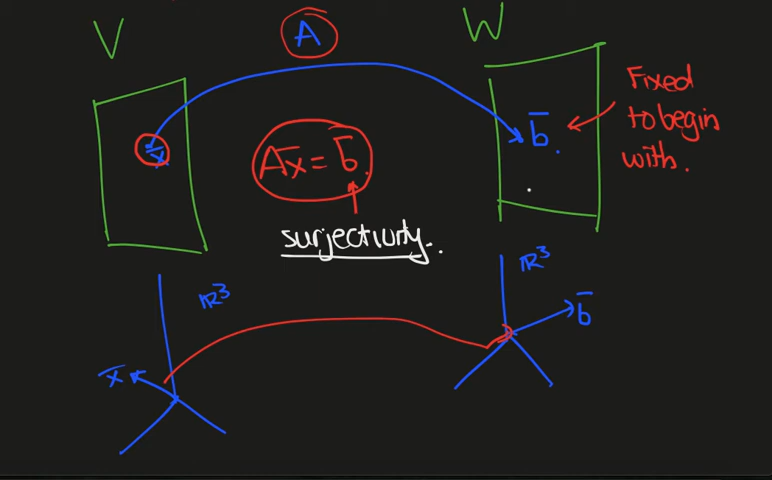 V
A
W
Fixed
to begin
with.
x̄
b̄.
Ax̄ = b̄.
surjectivity.
ℝ³
ℝ³
b̄
x̄